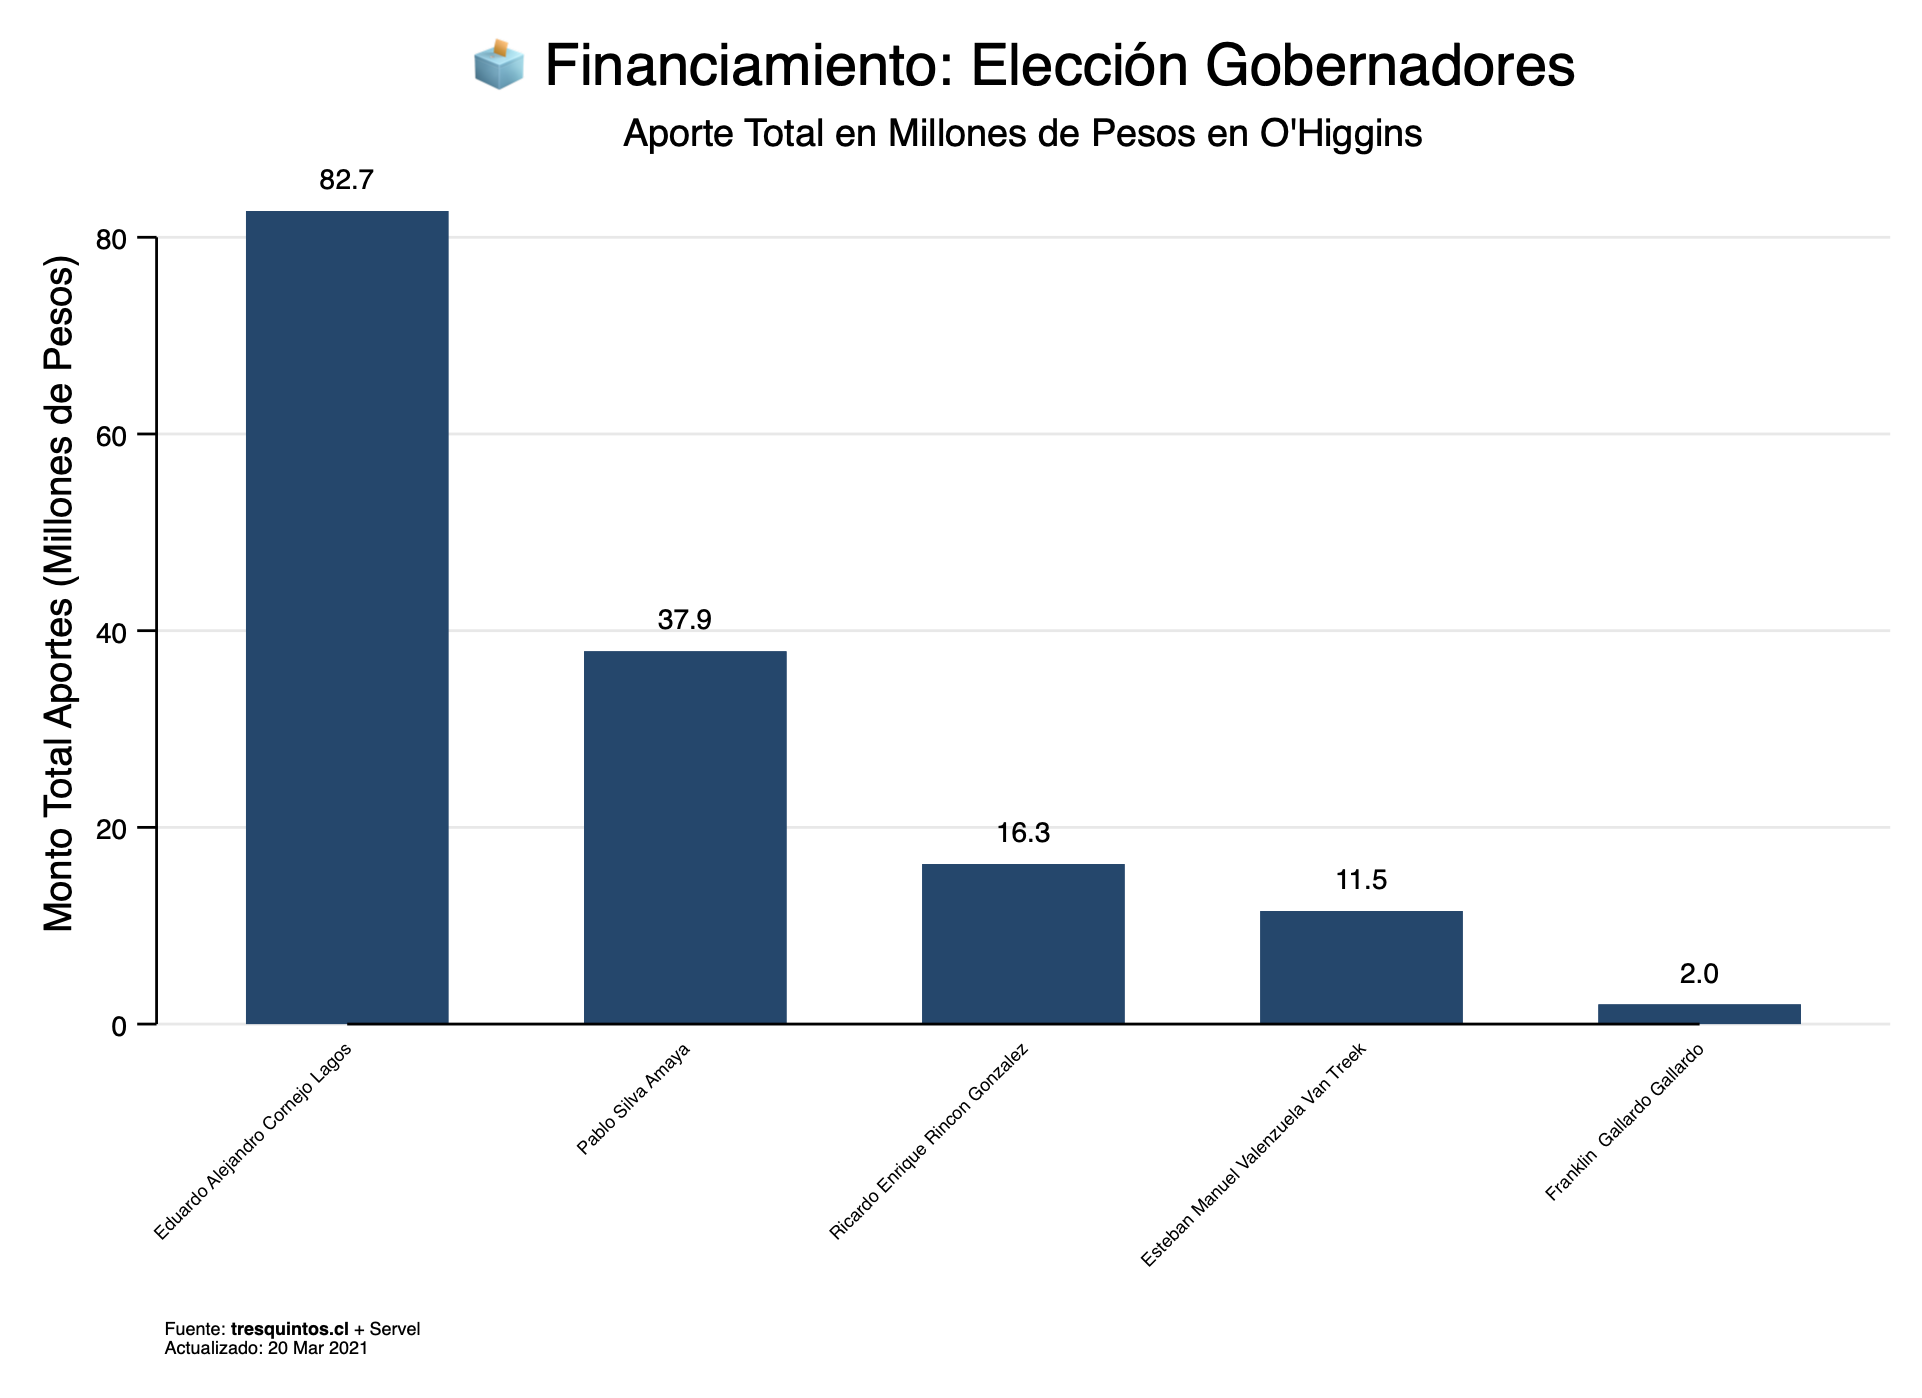 Financiamiento: Elección Gobernadores
Aporte Total en Millones de Pesos en O'Higgins
Monto Total Aportes (Millones de Pesos)
80
60
40
20
0
82.7
37.9
16.3
11.5
2.0
Eduardo Alejandro Cornejo Lagos
Pablo Silva Amaya
Ricardo Enrique Rincon Gonzalez
Esteban Manuel Valenzuela Van Treek
Franklin  Gallardo Gallardo
Fuente: tresquintos.cl + Servel
Actualizado: 20 Mar 2021